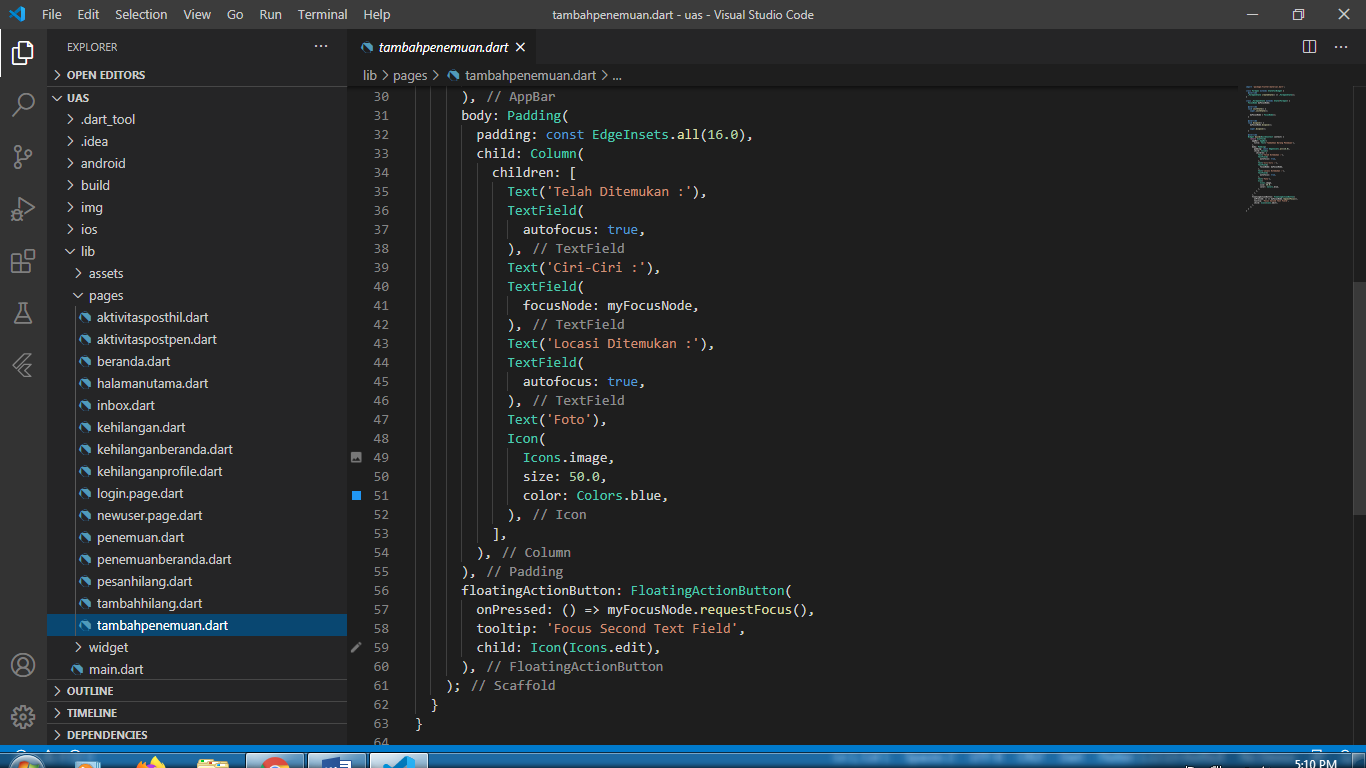 File Edit Selection View Go Run Terminal Help
tambahpenemuan.dart - uas - Visual Studio Code
EXPLORER
OPEN EDITORS
UAS
.dart_tool
.idea
android
build
img
ios
lib
assets
pages
aktivitasposthil.dart
aktivitaspostpen.dart
beranda.dart
halamanutama.dart
inbox.dart
kehilangan.dart
kehilanganberanda.dart
kehilanganprofile.dart
login.page.dart
newuser.page.dart
penemuan.dart
penemuanberanda.dart
pesanhilang.dart
tambahhilang.dart
tambahpenemuan.dart
widget
main.dart
OUTLINE
TIMELINE
DEPENDENCIES
tambahpenemuan.dart
lib > pages > tambahpenemuan.dart > ...
30 ), // AppBar
31 body: Padding(
32 padding: const EdgeInsets.all(16.0),
33 child: Column(
34 children: [
35 Text('Telah Ditemukan :'),
36 TextField(
37 autofocus: true,
38 ), // TextField
39 Text('Ciri-Ciri :'),
40 TextField(
41 focusNode: myFocusNode,
42 ), // TextField
43 Text('Locasi Ditemukan :'),
44 TextField(
45 autofocus: true,
46 ), // TextField
47 Text('Foto'),
48 Icon(
49 Icons.image,
50 size: 50.0,
51 color: Colors.blue,
52 ), // Icon
53 ],
54 ), // Column
55 ), // Padding
56 floatingActionButton: FloatingActionButton(
57 onPressed: () => myFocusNode.requestFocus(),
58 tooltip: 'Focus Second Text Field',
59 child: Icon(Icons.edit),
60 ), // FloatingActionButton
61 ); // Scaffold
62 }
63 }
64
5:10 PM